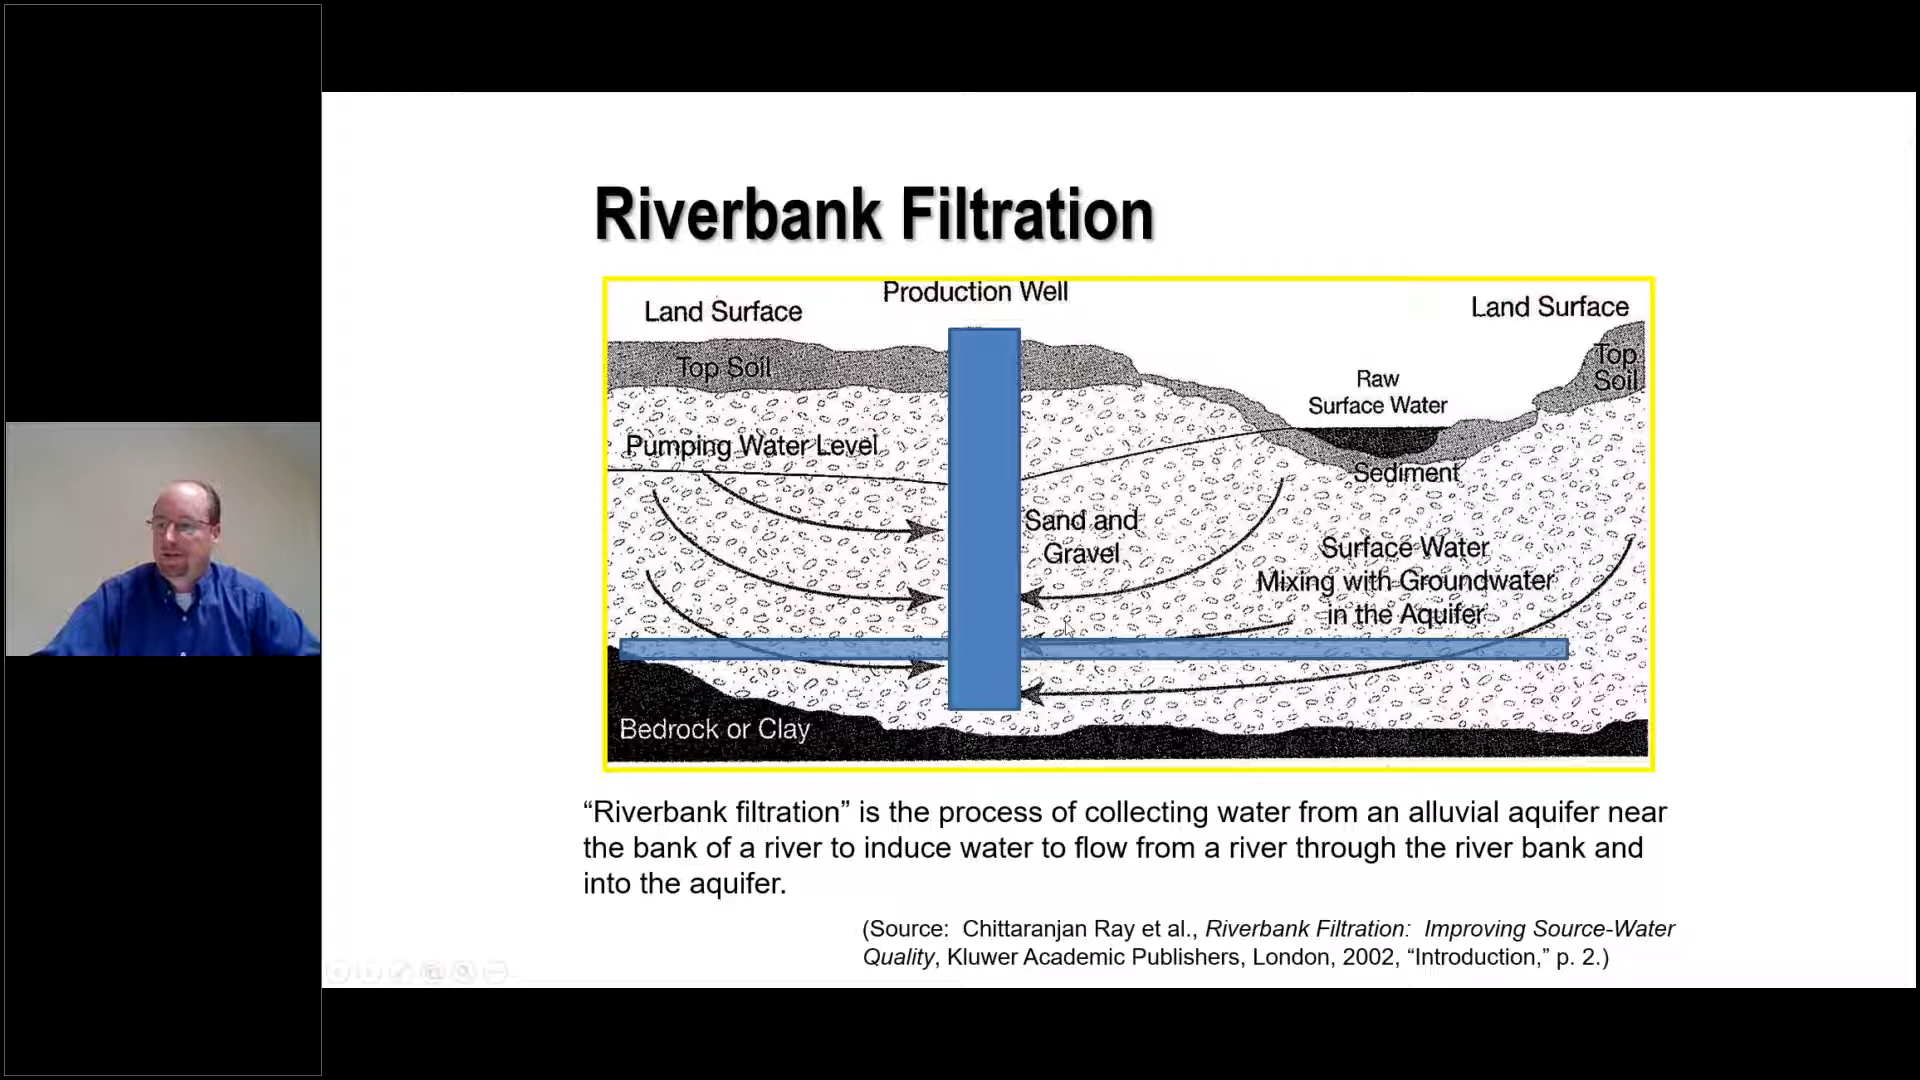 Riverbank Filtration
Production Well
Land Surface
Land Surface
Top Soil
Top
Soil
Raw
Surface Water
Pumping Water Level
Sediment
Sand and
Gravel
Surface Water
Mixing with Groundwater
in the Aquifer
Bedrock or Clay
“Riverbank filtration” is the process of collecting water from an alluvial aquifer near
the bank of a river to induce water to flow from a river through the river bank and
into the aquifer.
(Source: Chittaranjan Ray et al., Riverbank Filtration: Improving Source-Water
Quality, Kluwer Academic Publishers, London, 2002, “Introduction,” p. 2.)